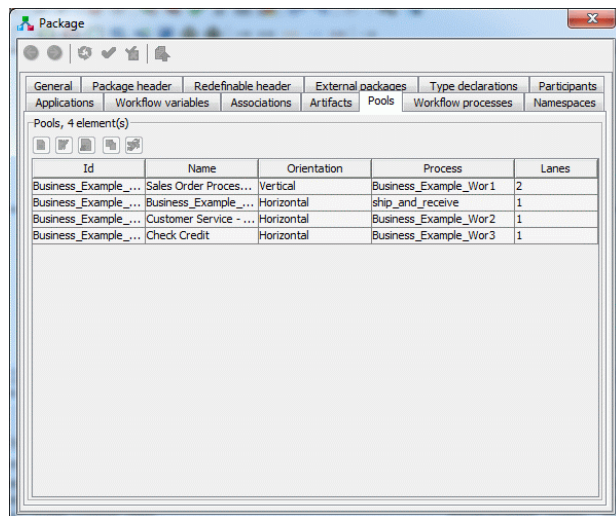 Package
General Package header Redefinable header External packages Type declarations Participants
Applications Workflow variables Associations Artifacts Pools Workflow processes Namespaces
Pools, 4 element(s)
Id Name Orientation Process Lanes
Business_Example_... Sales Order Proces... Vertical Business_Example_Wor1 2
Business_Example_... Business_Example_... Horizontal ship_and_receive 1
Business_Example_... Customer Service - ... Horizontal Business_Example_Wor2 1
Business_Example_... Check Credit Horizontal Business_Example_Wor3 1